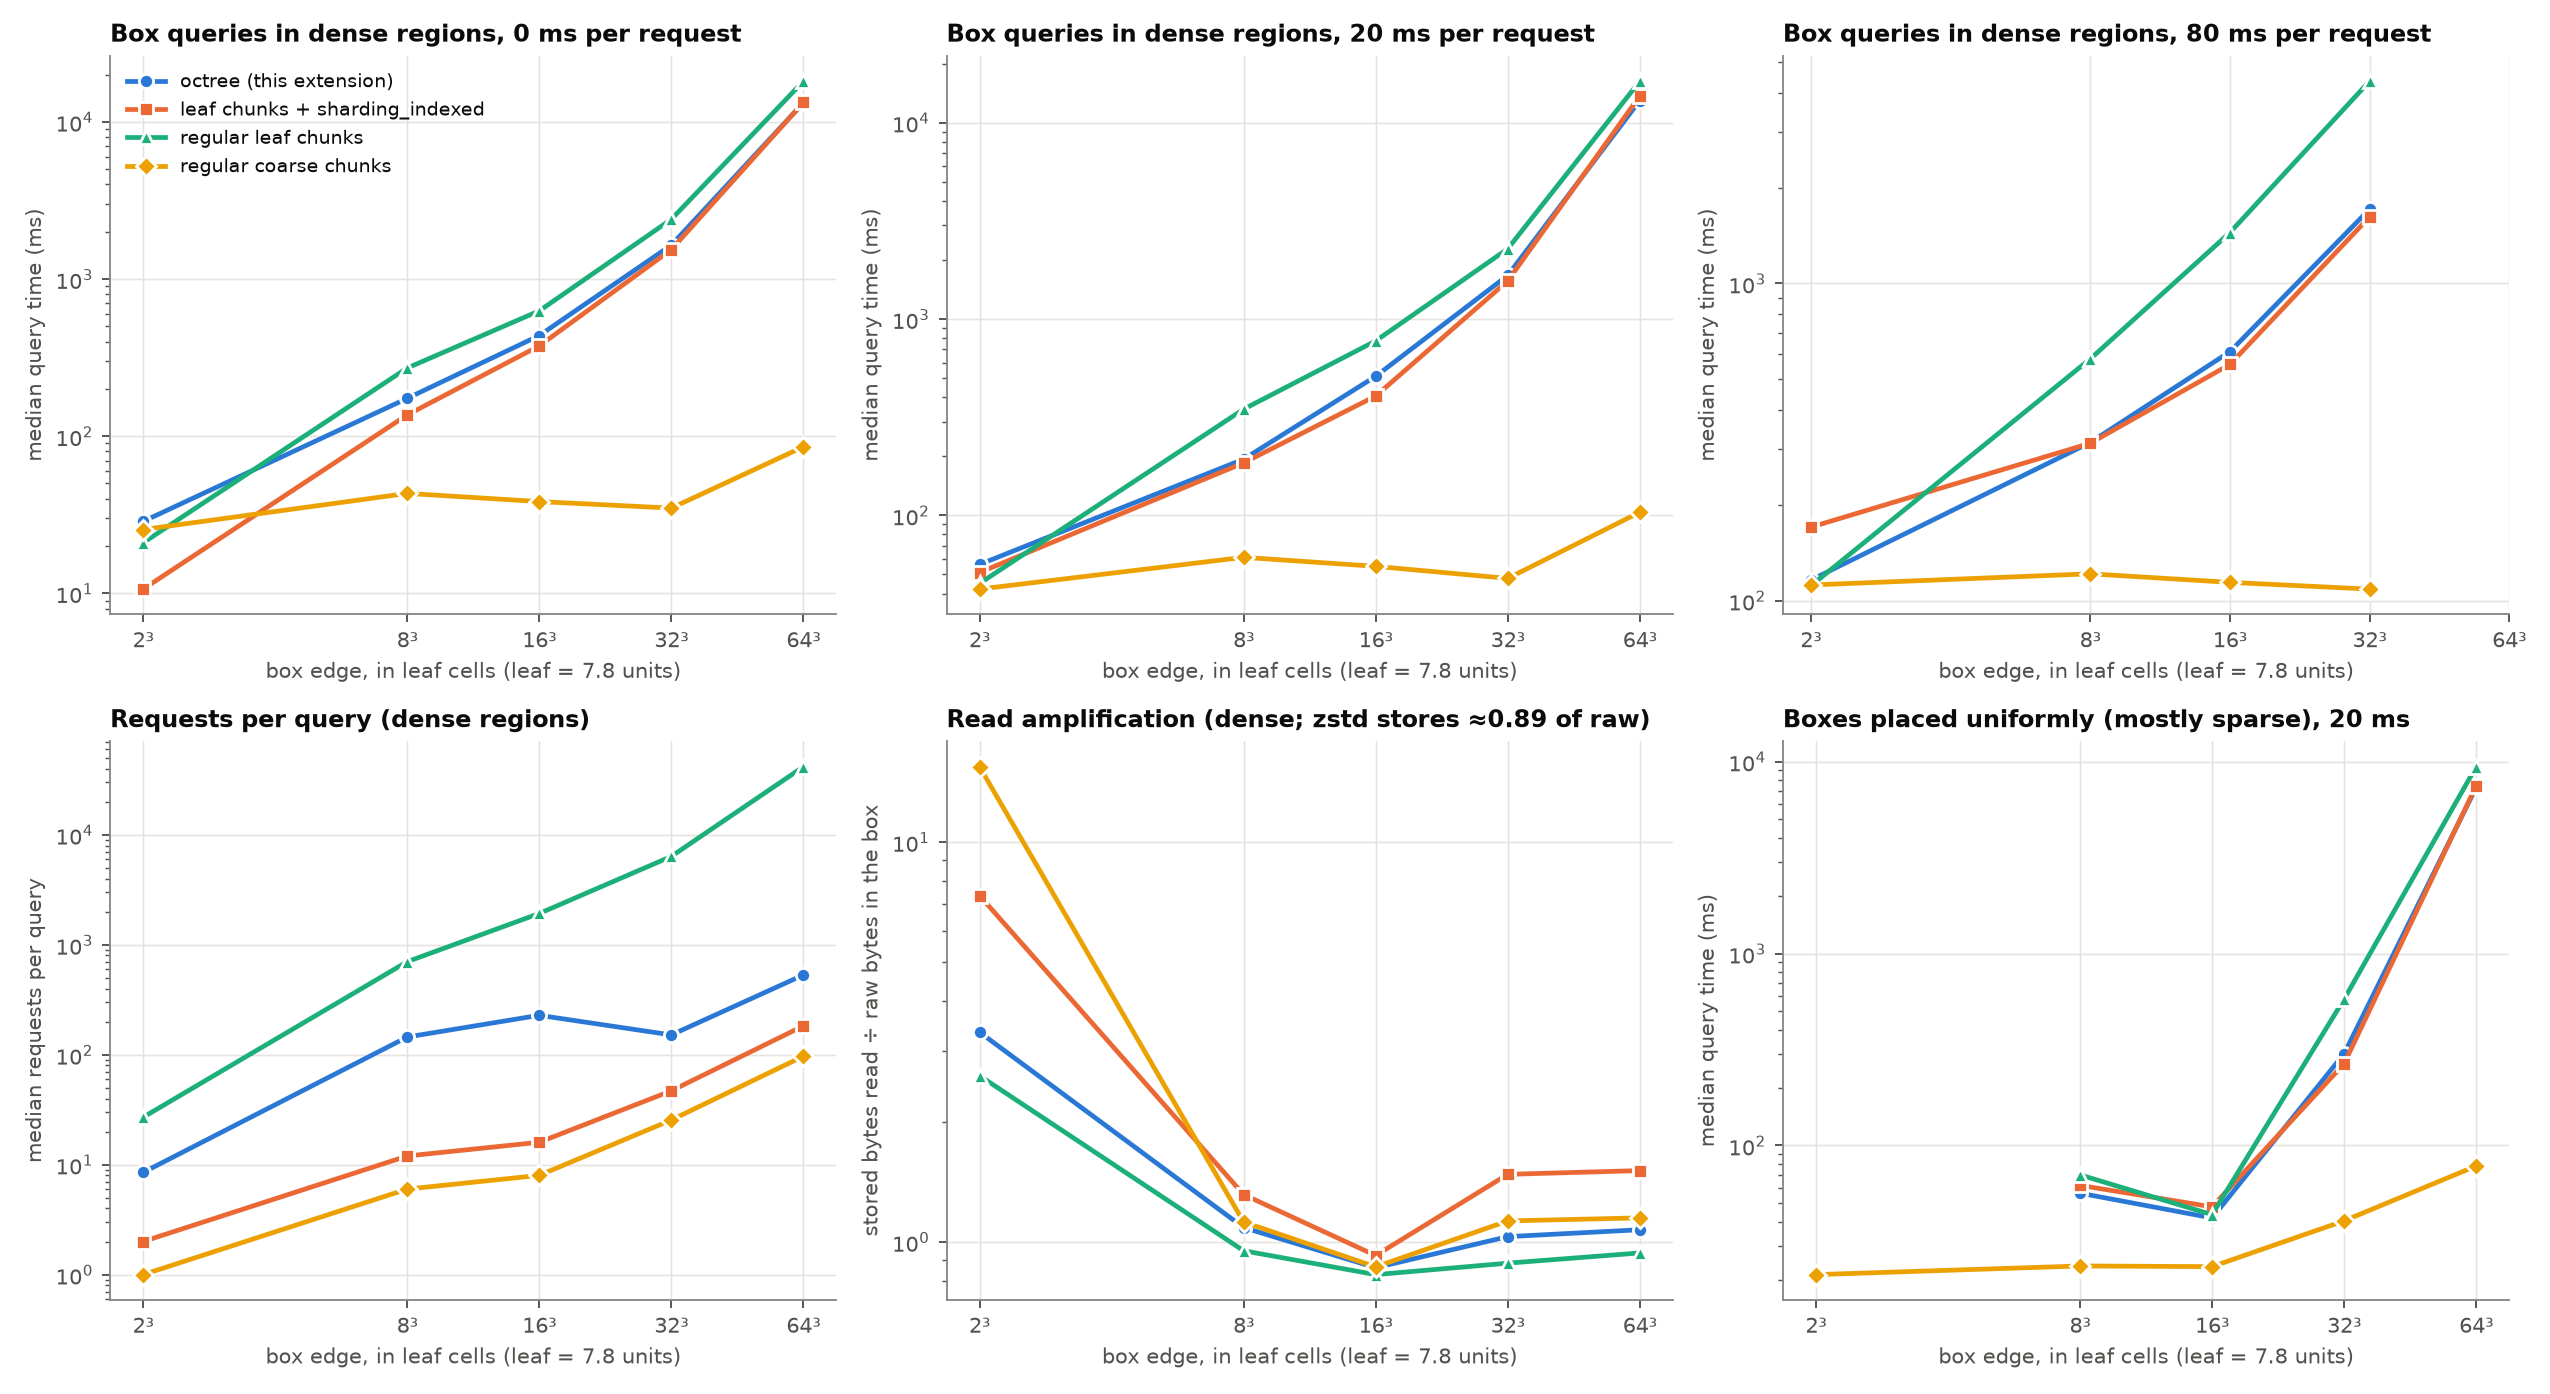 Box queries in dense regions, 0 ms per request
octree (this extension)
leaf chunks + sharding_indexed
regular leaf chunks
regular coarse chunks
median query time (ms)
10⁴
10³
10²
10¹
2³ 8³ 16³ 32³ 64³
box edge, in leaf cells (leaf = 7.8 units)
Box queries in dense regions, 20 ms per request
median query time (ms)
10⁴
10³
10²
2³ 8³ 16³ 32³ 64³
box edge, in leaf cells (leaf = 7.8 units)
Box queries in dense regions, 80 ms per request
median query time (ms)
10³
10²
2³ 8³ 16³ 32³ 64³
box edge, in leaf cells (leaf = 7.8 units)
Requests per query (dense regions)
median requests per query
10⁴
10³
10²
10¹
10⁰
2³ 8³ 16³ 32³ 64³
box edge, in leaf cells (leaf = 7.8 units)
Read amplification (dense; zstd stores ≈0.89 of raw)
stored bytes read ÷ raw bytes in the box
10¹
10⁰
2³ 8³ 16³ 32³ 64³
box edge, in leaf cells (leaf = 7.8 units)
Boxes placed uniformly (mostly sparse), 20 ms
median query time (ms)
10⁴
10³
10²
2³ 8³ 16³ 32³ 64³
box edge, in leaf cells (leaf = 7.8 units)